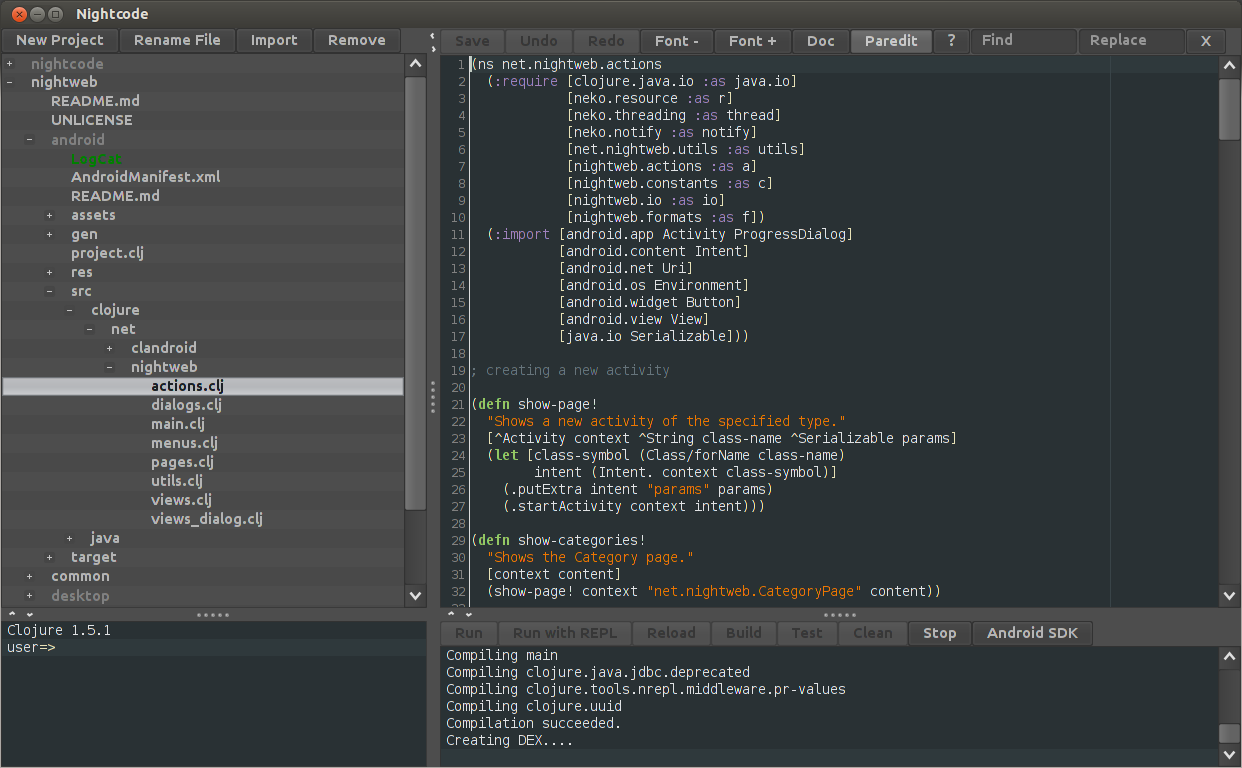 Nightcode
New Project Rename File Import Remove
+ nightcode
- nightweb
README.md
UNLICENSE
- android
LogCat
AndroidManifest.xml
README.md
+ assets
+ gen
project.clj
+ res
- src
- clojure
- net
+ clandroid
- nightweb
actions.clj
dialogs.clj
main.clj
menus.clj
pages.clj
utils.clj
views.clj
views_dialog.clj
+ java
+ target
+ common
+ desktop
Save Undo Redo Font - Font + Doc Paredit ? Find Replace X
1 (ns net.nightweb.actions
2   (:require [clojure.java.io :as java.io]
3             [neko.resource :as r]
4             [neko.threading :as thread]
5             [neko.notify :as notify]
6             [net.nightweb.utils :as utils]
7             [nightweb.actions :as a]
8             [nightweb.constants :as c]
9             [nightweb.io :as io]
10            [nightweb.formats :as f])
11  (:import [android.app Activity ProgressDialog]
12           [android.content Intent]
13           [android.net Uri]
14           [android.os Environment]
15           [android.widget Button]
16           [android.view View]
17           [java.io Serializable]))
18
19 ; creating a new activity
20
21 (defn show-page!
22   "Shows a new activity of the specified type."
23   [^Activity context ^String class-name ^Serializable params]
24   (let [class-symbol (Class/forName class-name)
25         intent (Intent. context class-symbol)]
26     (.putExtra intent "params" params)
27     (.startActivity context intent)))
28
29 (defn show-categories!
30   "Shows the Category page."
31   [context content]
32   (show-page! context "net.nightweb.CategoryPage" content))
Clojure 1.5.1
user=>
Run Run with REPL Reload Build Test Clean Stop Android SDK
Compiling main
Compiling clojure.java.jdbc.deprecated
Compiling clojure.tools.nrepl.middleware.pr-values
Compiling clojure.uuid
Compilation succeeded.
Creating DEX....